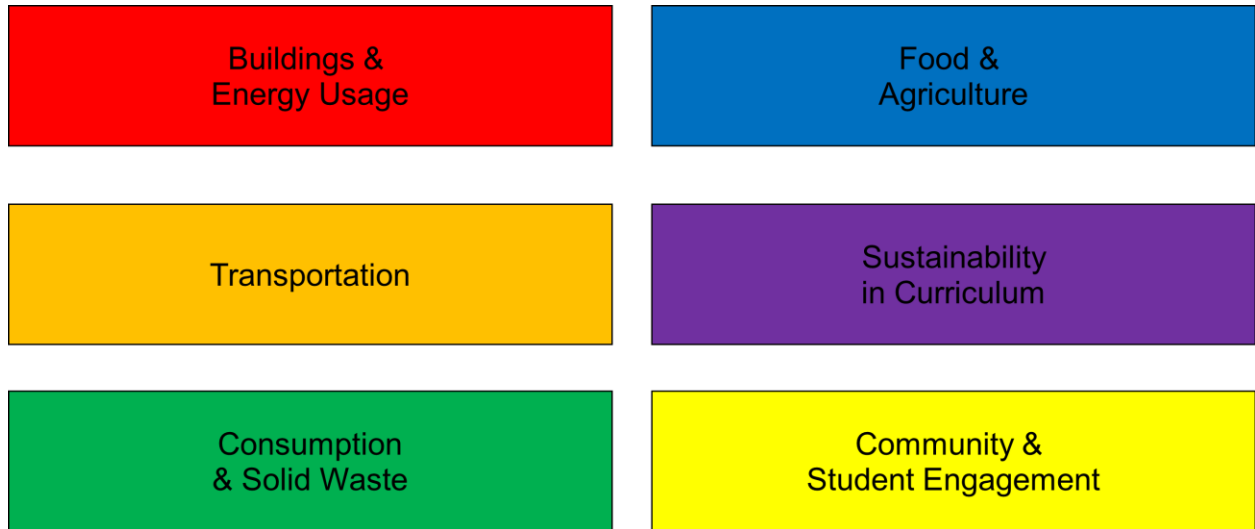 Buildings &
Energy Usage
Food &
Agriculture
Transportation
Sustainability
in Curriculum
Consumption
& Solid Waste
Community &
Student Engagement